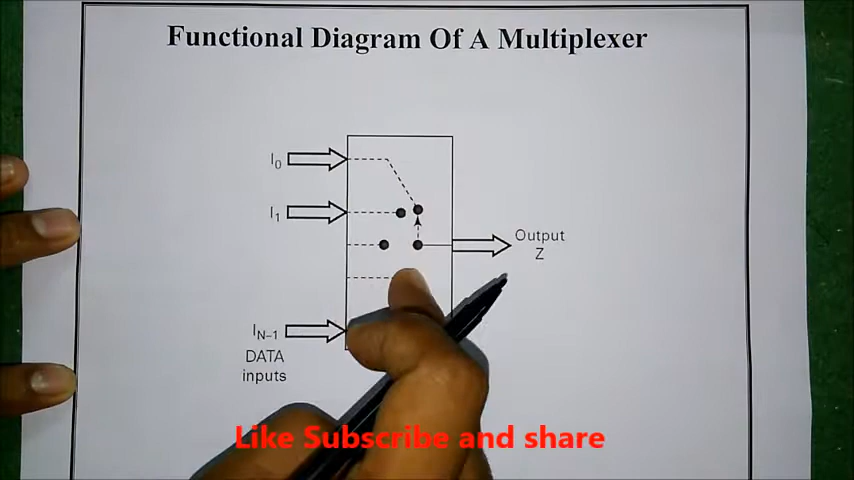 Functional Diagram Of A Multiplexer
I0
I1
Output
Z
IN–1
DATA
inputs
Like Subscribe and share